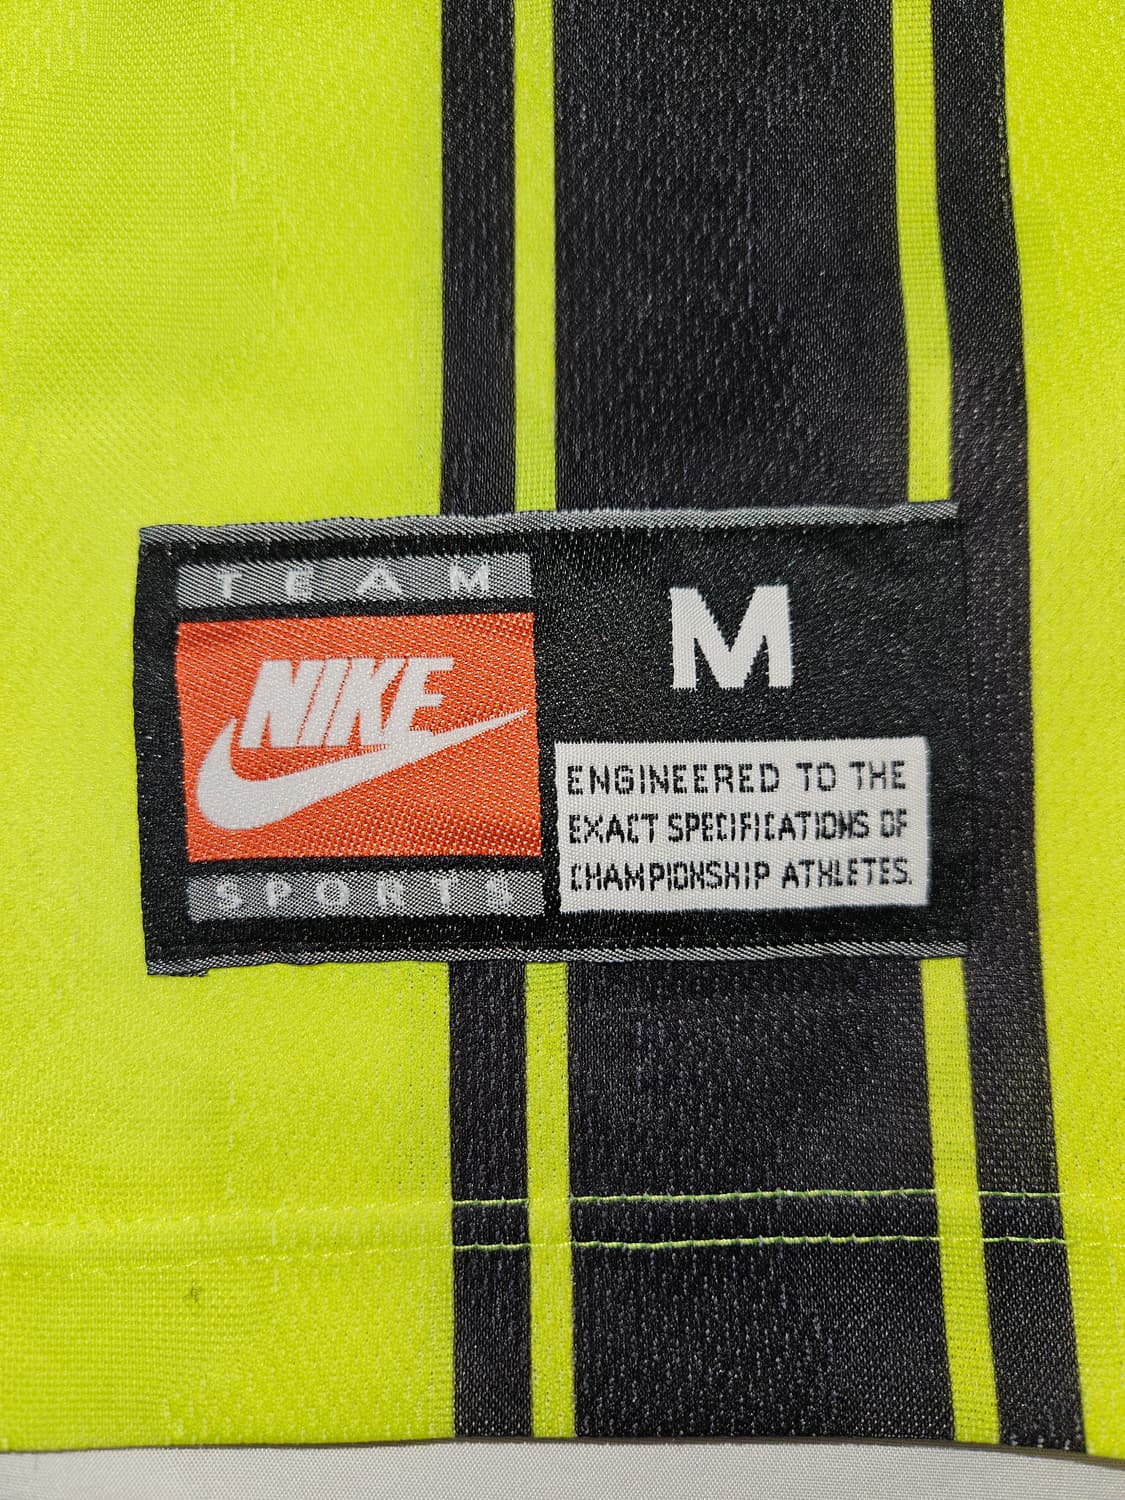 TEAM
NIKE
SPORTS
M
ENGINEERED TO THE
EXACT SPECIFICATIONS OF
CHAMPIONSHIP ATHLETES.